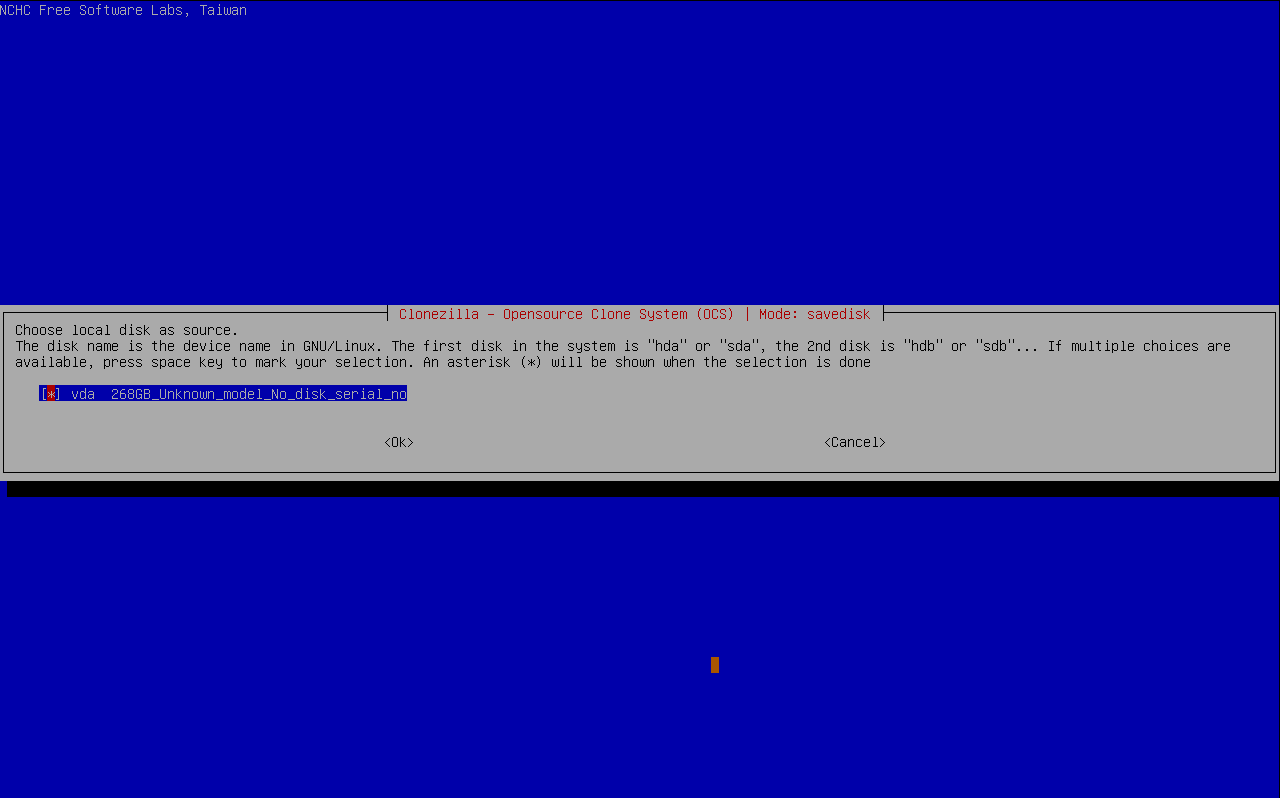 NCHC Free Software Labs, Taiwan
Clonezilla - Opensource Clone System (OCS) | Mode: savedisk
Choose local disk as source.
The disk name is the device name in GNU/Linux. The first disk in the system is "hda" or "sda", the 2nd disk is "hdb" or "sdb"... If multiple choices are
available, press space key to mark your selection. An asterisk (*) will be shown when the selection is done
[*] vda  268GB_Unknown_model_No_disk_serial_no
<Ok> <Cancel>